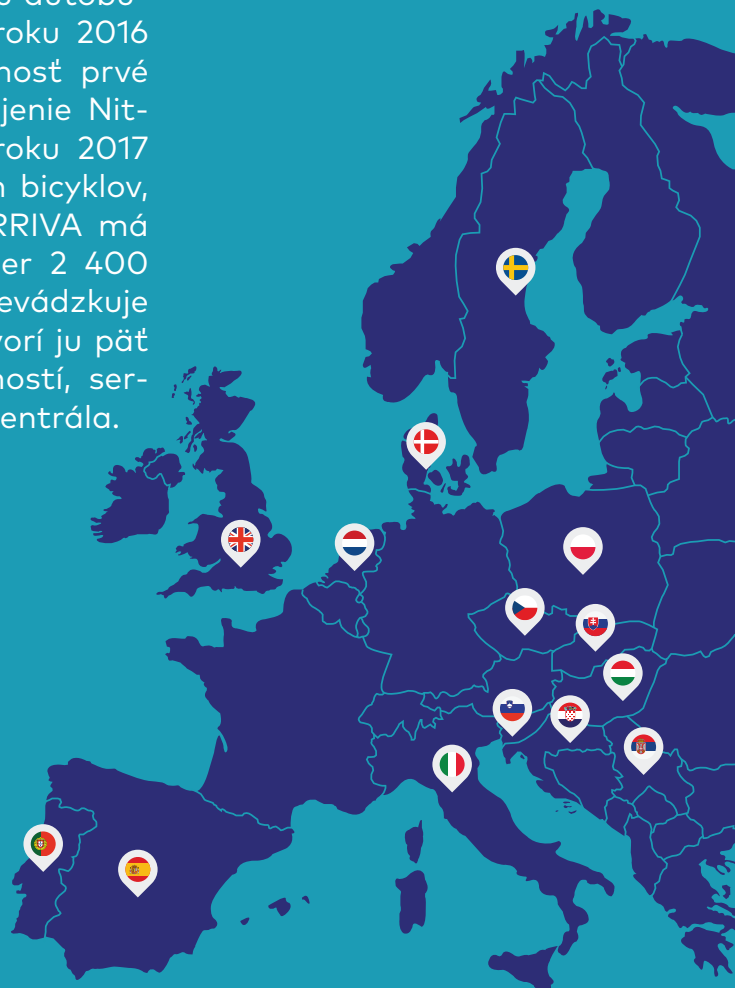 roku 2016
nosť prvé
jenie Nit-
roku 2017
bicyklov,
RRIVA má
er 2 400
evádzkuje
orí ju päť
ností, ser-
entrála.